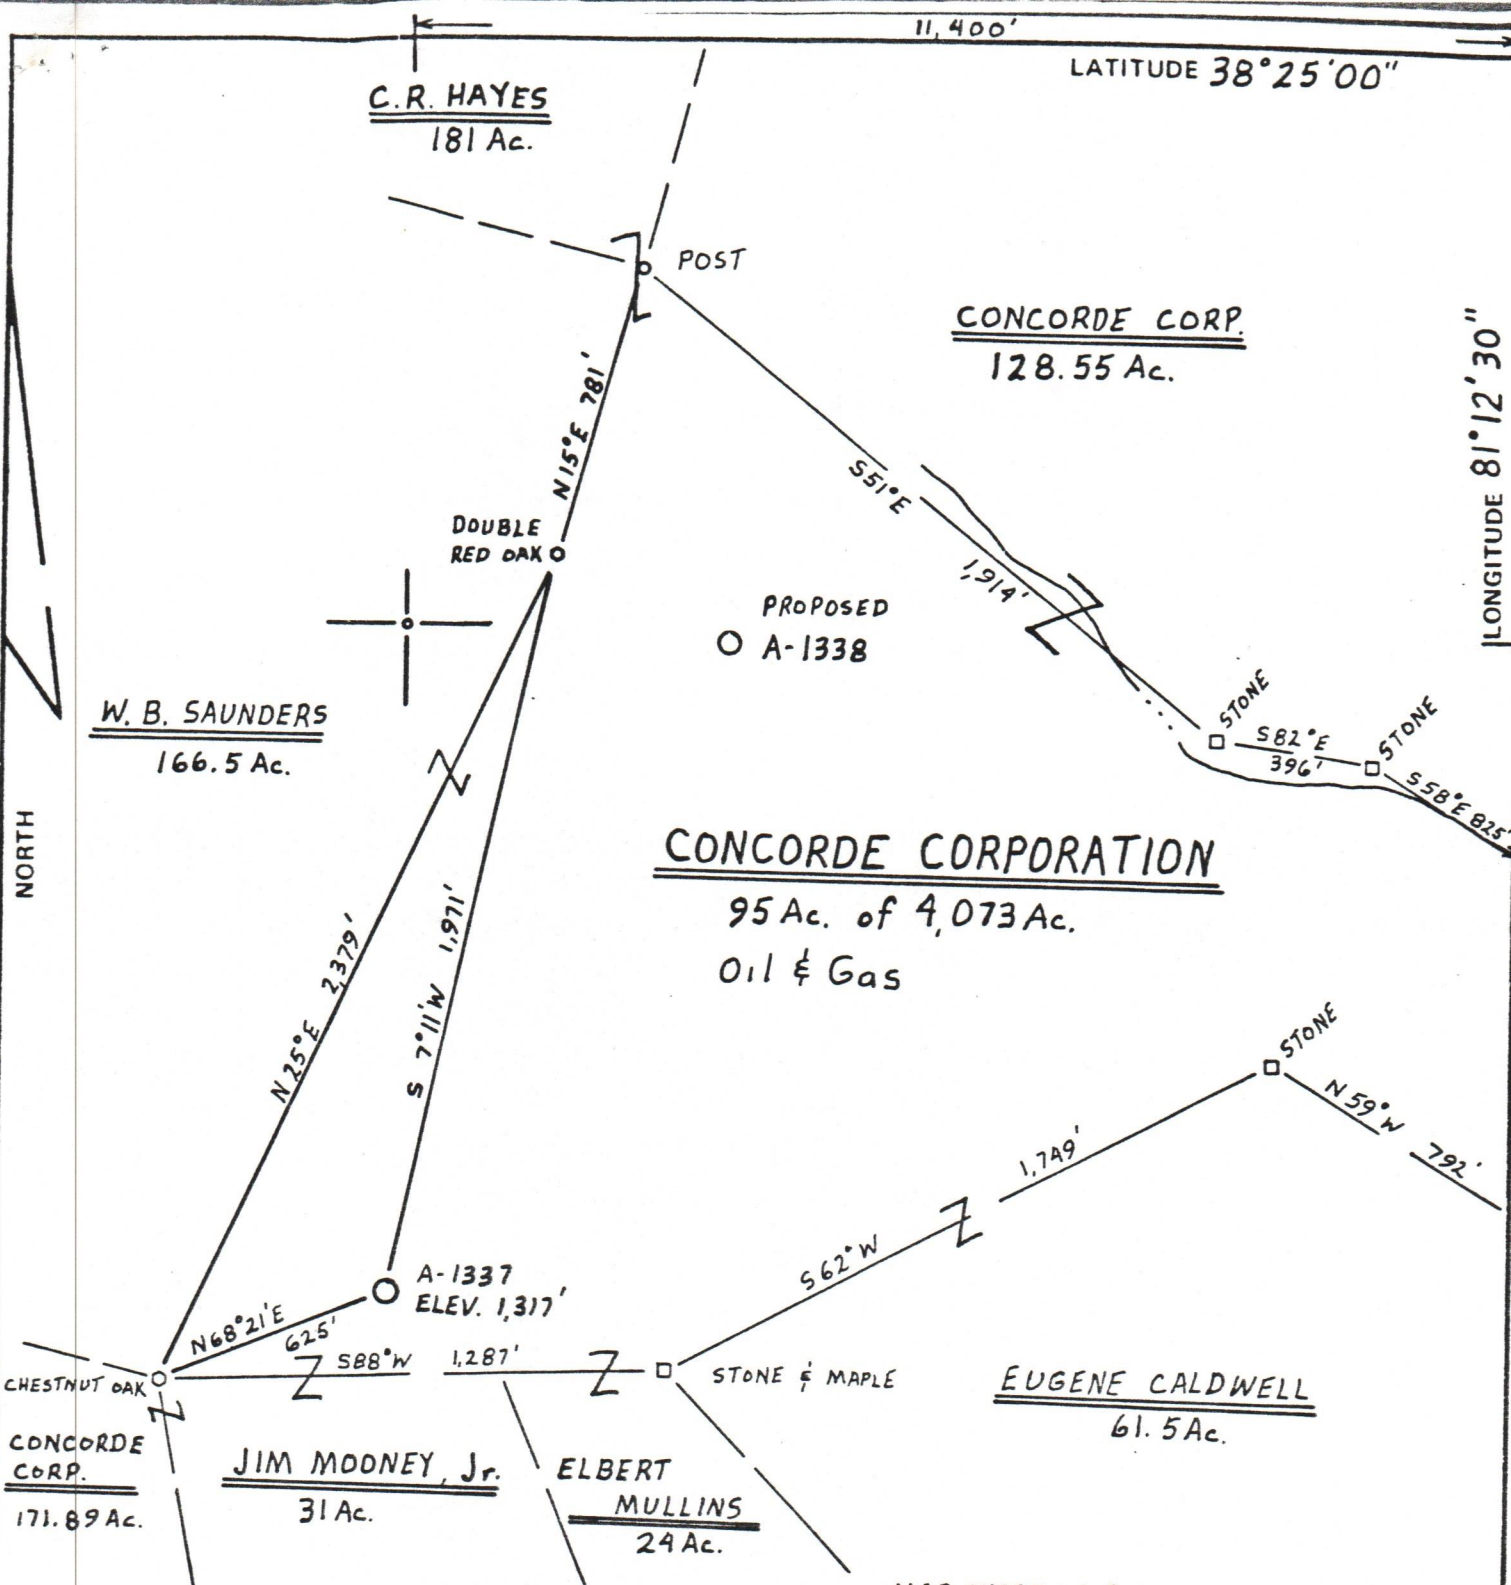 11,400'
LATITUDE 38°25'00"
C.R. HAYES
181 Ac.
POST
CONCORDE CORP.
128.55 Ac.
LONGITUDE 81°12'30"
N15°E 781'
S51°E
1,914'
DOUBLE
RED OAK
PROPOSED
A-1338
STONE
S82°E
396'
STONE
S58°E 825'
W. B. SAUNDERS
166.5 Ac.
NORTH
CONCORDE CORPORATION
95 Ac. of 4,073 Ac.
Oil & Gas
N25°E 2,379'
S 7°11'W 1,971'
STONE
N59°W 792'
1,749'
S62°W
A-1337
ELEV. 1,317'
N68°21'E
625'
S88°W 1,287'
CHESTNUT OAK
STONE & MAPLE
EUGENE CALDWELL
61.5 Ac.
CONCORDE
CORP.
171.89 Ac.
JIM MOONEY, Jr.
31 Ac.
ELBERT
MULLINS
24 Ac.